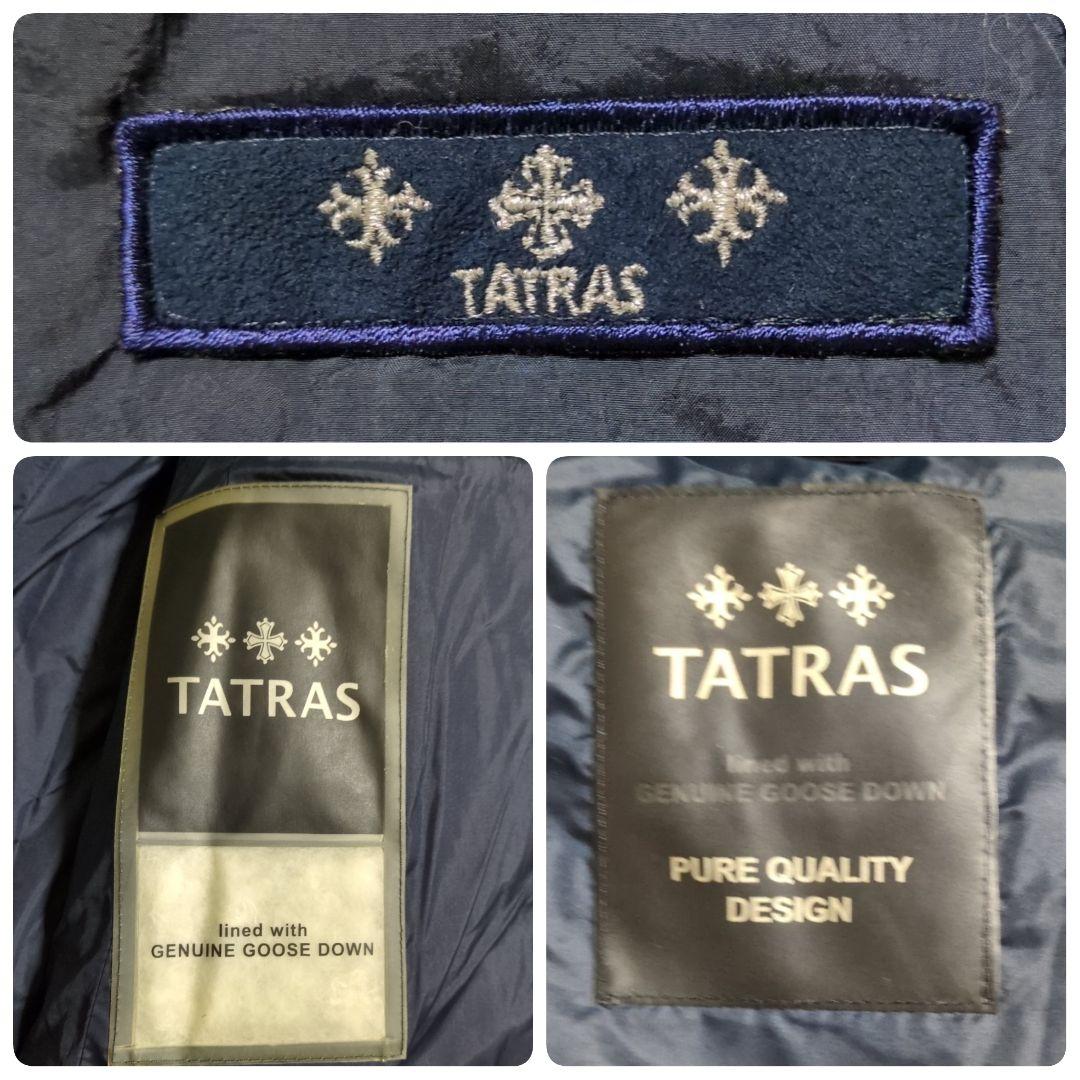 TATRAS
TATRAS
lined with
GENUINE GOOSE DOWN
TATRAS
lined with
GENUINE GOOSE DOWN
PURE QUALITY
DESIGN